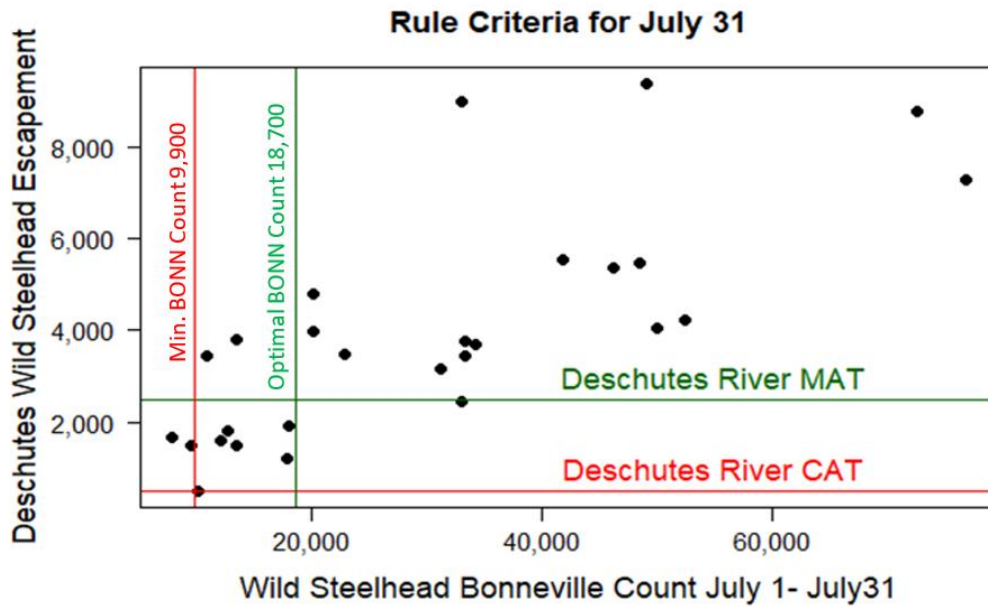 Rule Criteria for July 31
Deschutes Wild Steelhead Escapement
8,000
6,000
4,000
2,000
Min. BONN Count 9,900
Optimal BONN Count 18,700
Deschutes River MAT
Deschutes River CAT
20,000
40,000
60,000
Wild Steelhead Bonneville Count July 1- July31